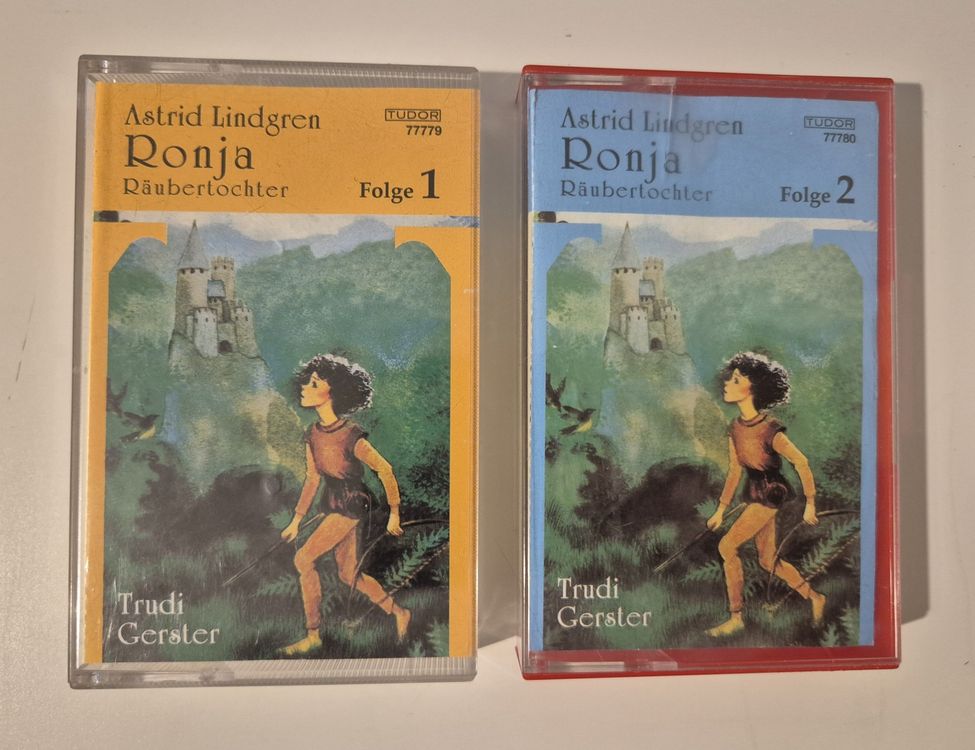 Astrid Lindgren
TUDOR
77779
Ronja
Räubertochter
Folge 1
Trudi
Gerster
Astrid Lindgren
TUDOR
77780
Ronja
Räubertochter
Folge 2
Trudi
Gerster